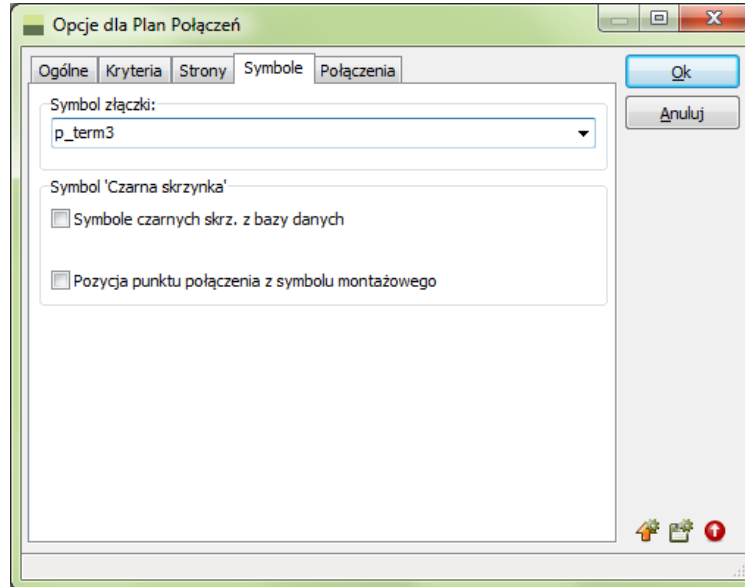 Opcje dla Plan Połączeń
Ogólne Kryteria Strony Symbole Połączenia
Symbol złączki:
p_term3
Symbol 'Czarna skrzynka'
Symbole czarnych skrz. z bazy danych
Pozycja punktu połączenia z symbolu montażowego
Ok
Anuluj